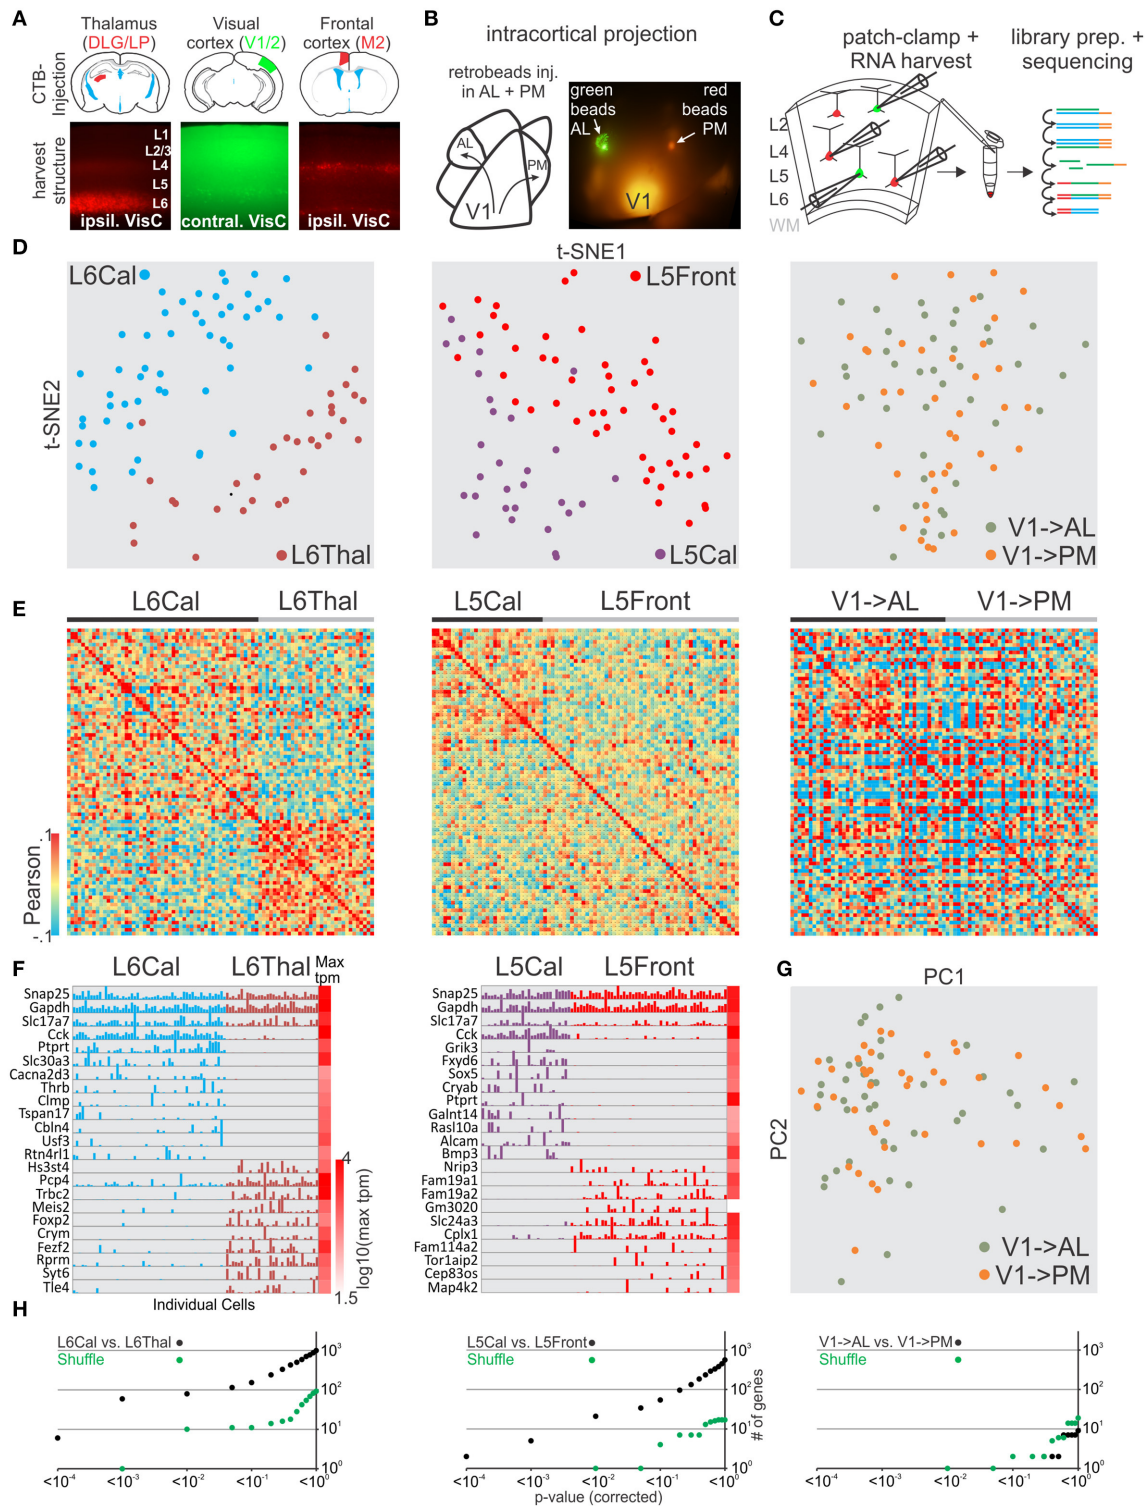 A
Thalamus
(DLG/LP)
Visual
cortex (V1/2)
Frontal
cortex (M2)
CTB-
Injection
harvest
structure
L1
L2/3
L4
L5
L6
ipsil. VisC
contral. VisC
ipsil. VisC
B
intracortical projection
retrobeads inj.
in AL + PM
AL
PM
V1
green
beads
AL
red
beads
PM
V1
C
patch-clamp +
RNA harvest
library prep. +
sequencing
L2
L4
L5
L6
WM
D
t-SNE1
t-SNE2
L6Cal
L6Thal
L5Front
L5Cal
V1->AL
V1->PM
E
L6Cal
L6Thal
L5Cal
L5Front
V1->AL
V1->PM
Pearson
.1
-.1
F
L6Cal
L6Thal
Max
tpm
Snap25
Gapdh
Slc17a7
Cck
Ptprt
Slc30a3
Cacna2d3
Thrb
Clmp
Tspan17
Cbln4
Usf3
Rtn4rl1
Hs3st4
Pcp4
Trbc2
Meis2
Foxp2
Crym
Fezf2
Rprm
Syt6
Tle4
Individual Cells
4
log10(max tpm)
1.5
L5Cal
L5Front
Snap25
Gapdh
Slc17a7
Cck
Grik3
Fxyd6
Sox5
Cryab
Ptprt
Galnt14
Rasl10a
Alcam
Bmp3
Nrip3
Fam19a1
Fam19a2
Gm3020
Slc24a3
Cplx1
Fam114a2
Tor1aip2
Cep83os
Map4k2
G
PC1
PC2
V1->AL
V1->PM
H
L6Cal vs. L6Thal
Shuffle
10³
10²
10¹
10⁰
<10⁻⁴
<10⁻³
<10⁻²
<10⁻¹
<10⁰
L5Cal vs. L5Front
Shuffle
10³
10²
10¹
10⁰
# of genes
<10⁻⁴
<10⁻³
<10⁻²
<10⁻¹
<10⁰
p-value (corrected)
V1->AL vs. V1->PM
Shuffle
10³
10²
10¹
10⁰
<10⁻⁴
<10⁻³
<10⁻²
<10⁻¹
<10⁰